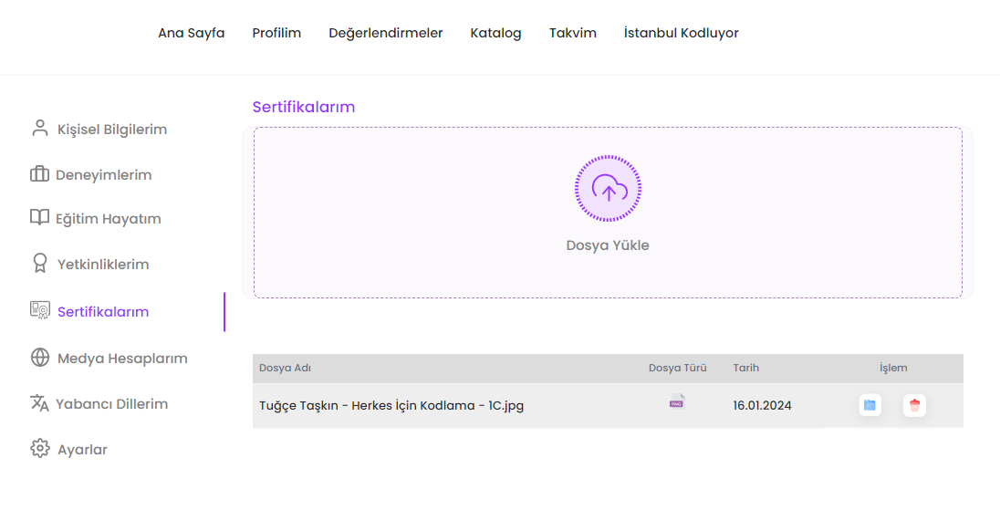 Ana Sayfa Profilim Değerlendirmeler Katalog Takvim İstanbul Kodluyor
Sertifikalarım
Kişisel Bilgilerim
Deneyimlerim
Eğitim Hayatım
Yetkinliklerim
Sertifikalarım
Medya Hesaplarım
Yabancı Dillerim
Ayarlar
Dosya Yükle
Dosya Adı Dosya Türü Tarih İşlem
Tuğçe Taşkın - Herkes İçin Kodlama - 1C.jpg PNG 16.01.2024